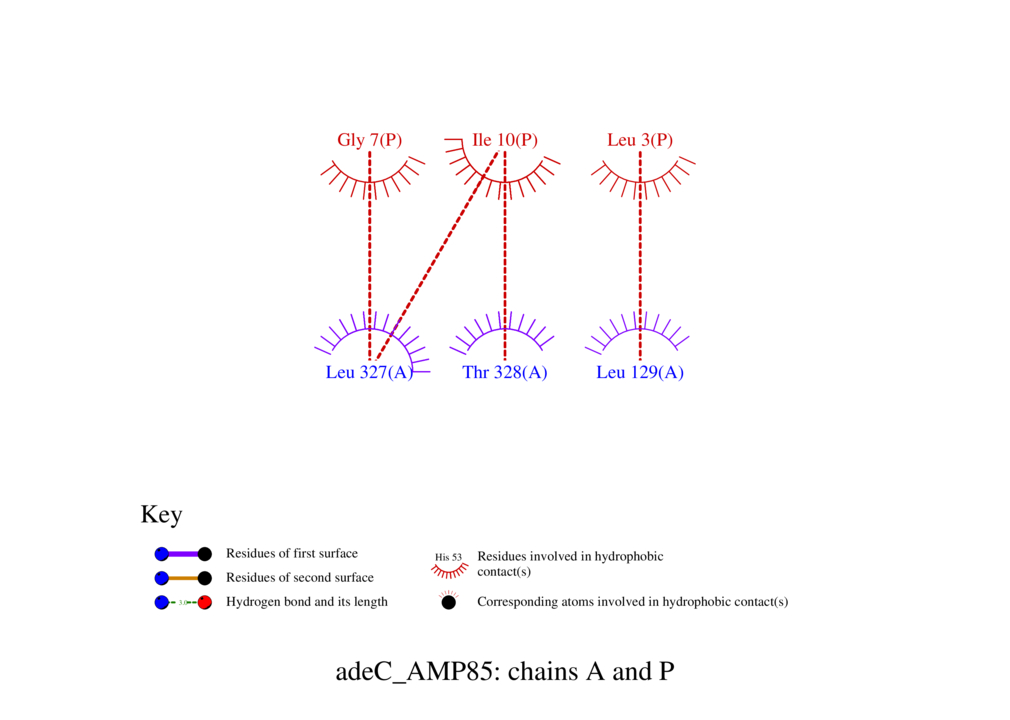 Gly 7(P)
Ile 10(P)
Leu 3(P)
Leu 327(A)
Thr 328(A)
Leu 129(A)
Key
Residues of first surface
Residues of second surface
3.0
Hydrogen bond and its length
His 53
Residues involved in hydrophobic
contact(s)
Corresponding atoms involved in hydrophobic contact(s)
adeC_AMP85: chains A and P